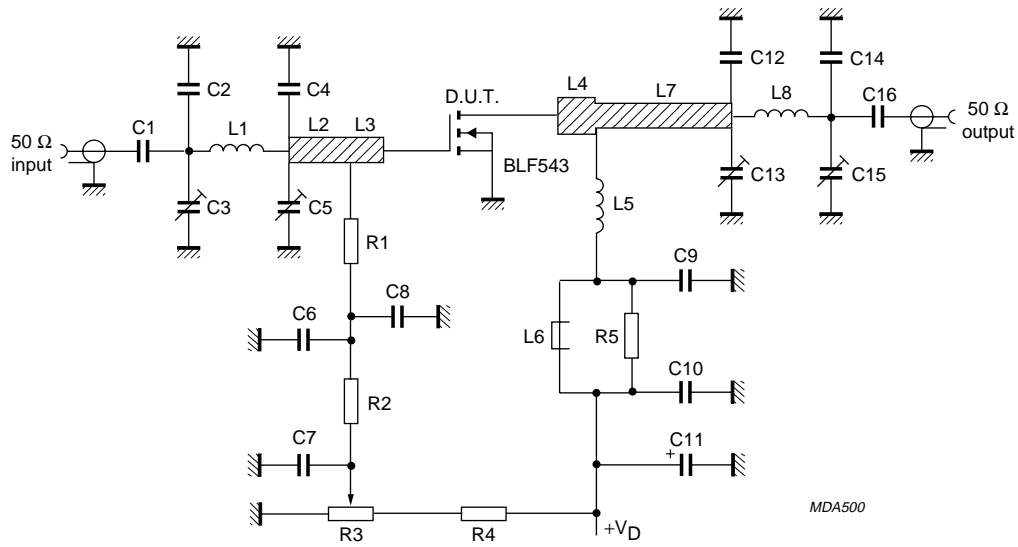 C12
C14
C2
C4
L4
L7
L8
C16
D.U.T.
50 Ω
input
C1
L1
L2
L3
50 Ω
output
BLF543
C3
C5
C13
C15
L5
R1
C9
C8
C6
L6
R5
C10
R2
C7
+
C11
R3
R4
+VD
MDA500